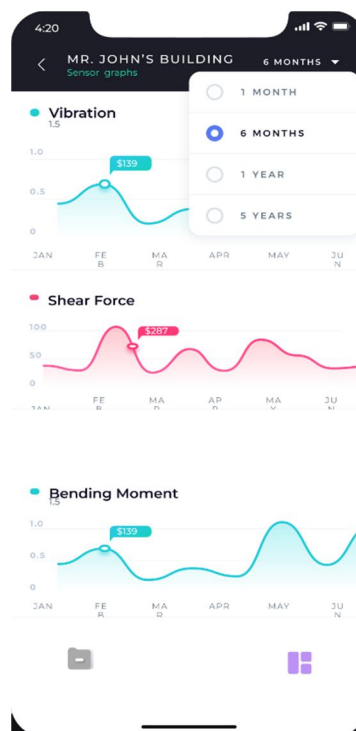 4:20
MR. JOHN'S BUILDING
6 MONTHS
Sensor graphs
1 MONTH
6 MONTHS
1 YEAR
5 YEARS
Vibration
1.5
1.0
$139
0.5
0
JAN FE MA APR MAY JU
B R N
Shear Force
100
$287
50
0
JAN FE MA AP MA JU
B R R Y N
Bending Moment
1.5
1.0
$139
0.5
0
JAN FE MA APR MAY JU
B R N